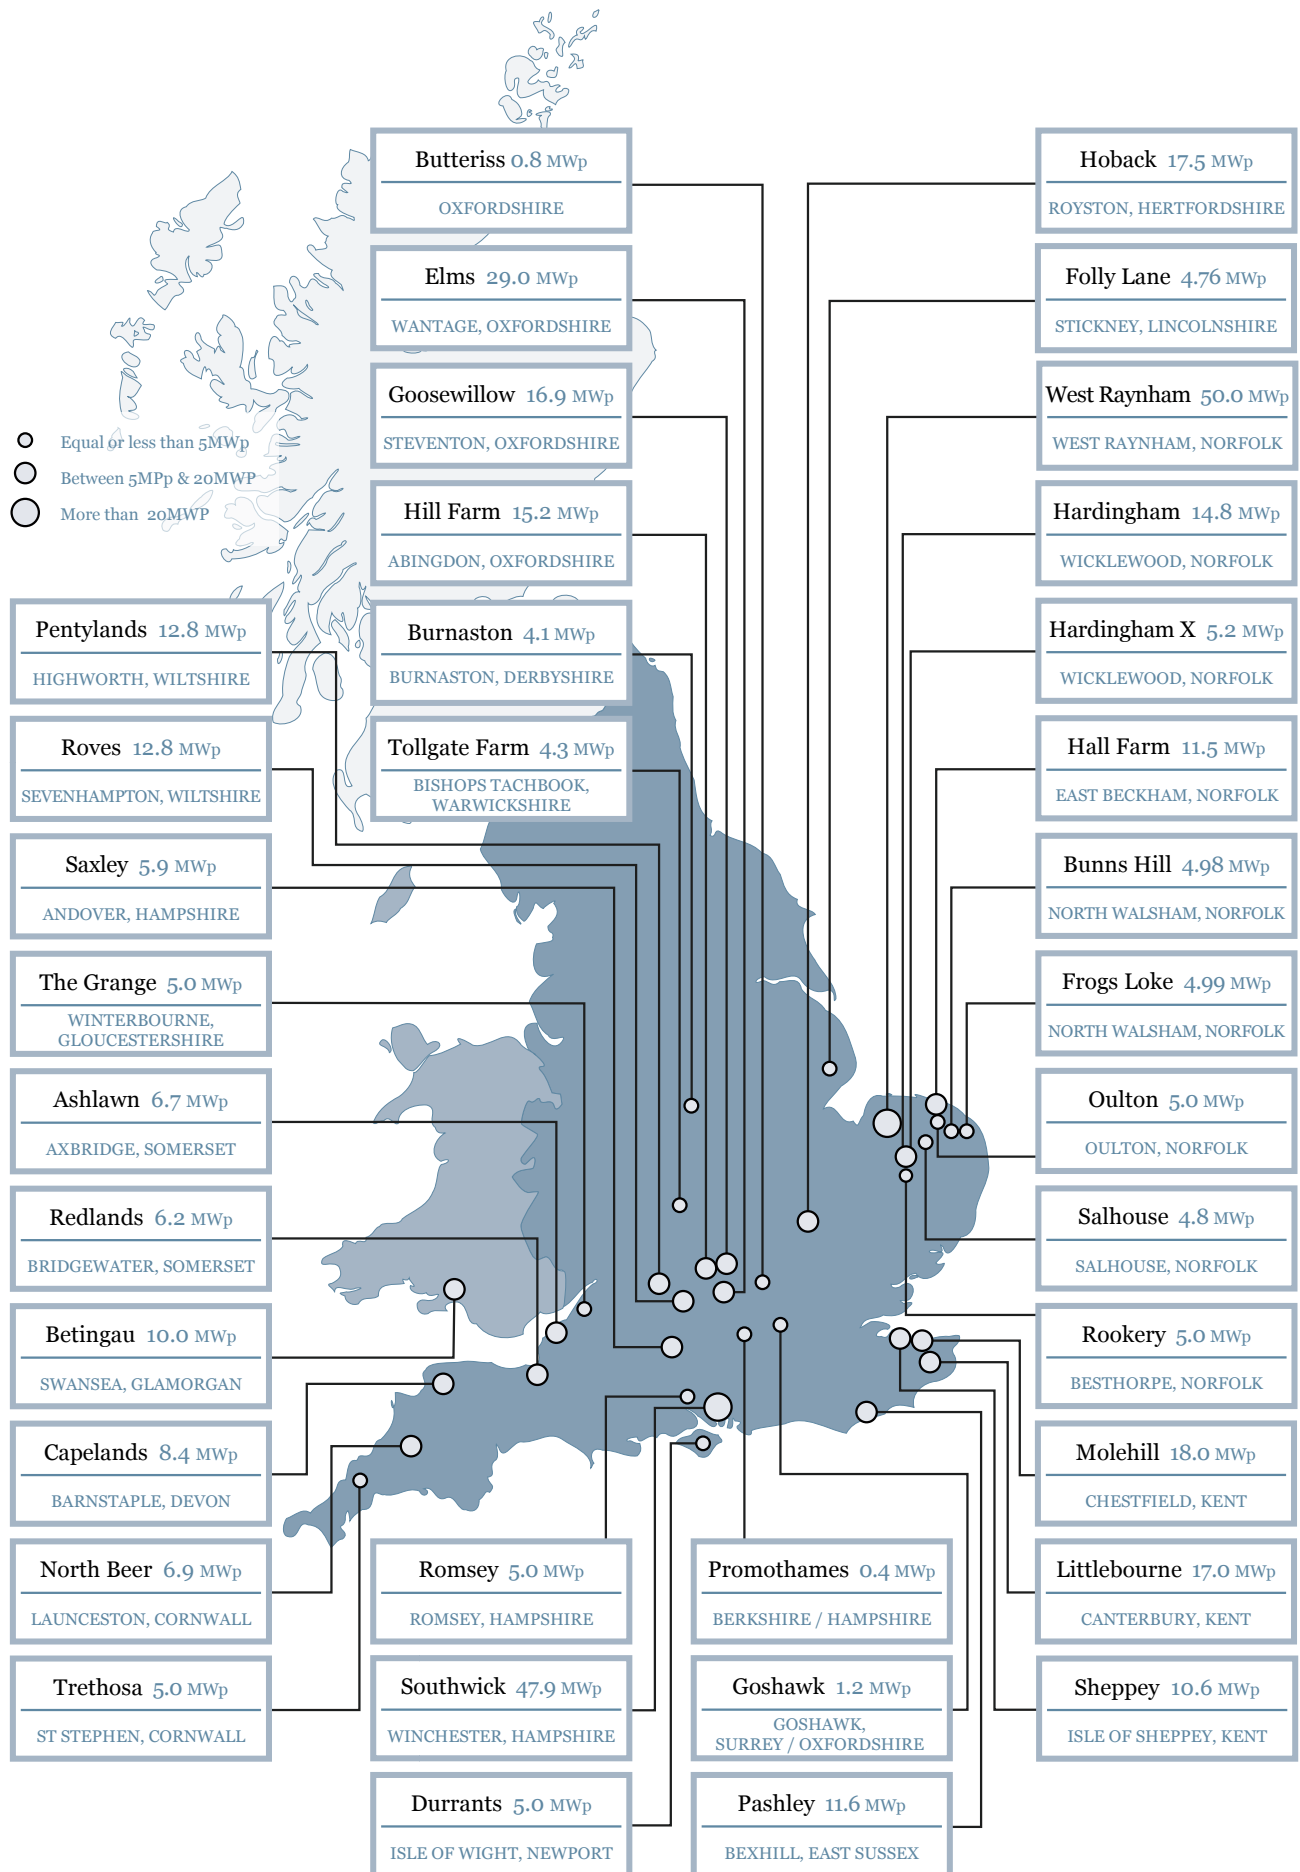 Butteriss 0.8 MWp
OXFORDSHIRE
Elms 29.0 MWp
WANTAGE, OXFORDSHIRE
Goosewillow 16.9 MWp
STEVENTON, OXFORDSHIRE
Hill Farm 15.2 MWp
ABINGDON, OXFORDSHIRE
Burnaston 4.1 MWp
BURNASTON, DERBYSHIRE
Tollgate Farm 4.3 MWp
BISHOPS TACHBOOK,
WARWICKSHIRE
Equal or less than 5MWp
Between 5MPp & 20MWP
More than 20MWP
Pentylands 12.8 MWp
HIGHWORTH, WILTSHIRE
Roves 12.8 MWp
SEVENHAMPTON, WILTSHIRE
Saxley 5.9 MWp
ANDOVER, HAMPSHIRE
The Grange 5.0 MWp
WINTERBOURNE,
GLOUCESTERSHIRE
Ashlawn 6.7 MWp
AXBRIDGE, SOMERSET
Redlands 6.2 MWp
BRIDGEWATER, SOMERSET
Betingau 10.0 MWp
SWANSEA, GLAMORGAN
Capelands 8.4 MWp
BARNSTAPLE, DEVON
North Beer 6.9 MWp
LAUNCESTON, CORNWALL
Trethosa 5.0 MWp
ST STEPHEN, CORNWALL
Romsey 5.0 MWp
ROMSEY, HAMPSHIRE
Southwick 47.9 MWp
WINCHESTER, HAMPSHIRE
Durrants 5.0 MWp
ISLE OF WIGHT, NEWPORT
Promothames 0.4 MWp
BERKSHIRE / HAMPSHIRE
Goshawk 1.2 MWp
GOSHAWK,
SURREY / OXFORDSHIRE
Pashley 11.6 MWp
BEXHILL, EAST SUSSEX
Hoback 17.5 MWp
ROYSTON, HERTFORDSHIRE
Folly Lane 4.76 MWp
STICKNEY, LINCOLNSHIRE
West Raynham 50.0 MWp
WEST RAYNHAM, NORFOLK
Hardingham 14.8 MWp
WICKLEWOOD, NORFOLK
Hardingham X 5.2 MWp
WICKLEWOOD, NORFOLK
Hall Farm 11.5 MWp
EAST BECKHAM, NORFOLK
Bunns Hill 4.98 MWp
NORTH WALSHAM, NORFOLK
Frogs Loke 4.99 MWp
NORTH WALSHAM, NORFOLK
Oulton 5.0 MWp
OULTON, NORFOLK
Salhouse 4.8 MWp
SALHOUSE, NORFOLK
Rookery 5.0 MWp
BESTHORPE, NORFOLK
Molehill 18.0 MWp
CHESTFIELD, KENT
Littlebourne 17.0 MWp
CANTERBURY, KENT
Sheppey 10.6 MWp
ISLE OF SHEPPEY, KENT